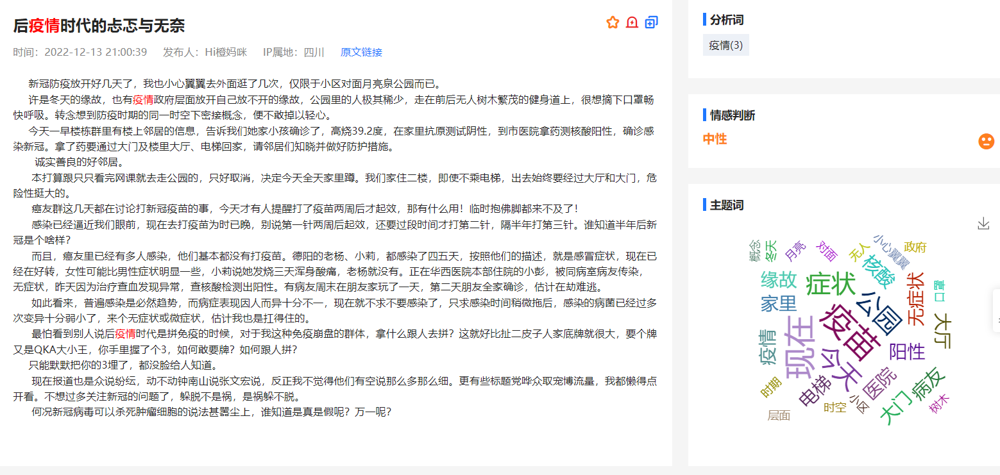 后疫情时代的忐忑与无奈
时间：2022-12-13 21:00:39 发布人：Hi橙妈咪 IP属地：四川 原文链接
新冠防疫放开好几天了，我也小心翼翼去外面逛了几次，仅限于小区对面月亮泉公园而已。
许是冬天的缘故，也有疫情政府层面放开自己放不开的缘故，公园里的人极其稀少，走在前后无人树木繁茂的健身道上，很想摘下口罩畅
快呼吸。转念想到防疫时期的同一时空下密接概念，便不敢掉以轻心。
今天一早楼栋群里有楼上邻居的信息，告诉我们她家小孩确诊了，高烧39.2度，在家里抗原测试阴性，到市医院拿药测核酸阳性，确诊感
染新冠。拿了药要通过大门及楼里大厅、电梯回家，请邻居们知晓并做好防护措施。
诚实善良的好邻居。
本打算跟只只看完网课就去走公园的，只好取消，决定今天全天家里蹲。我们家住二楼，即使不乘电梯，出去始终要经过大厅和大门，危
险性挺大的。
癌友群这几天都在讨论打新冠疫苗的事，今天才有人提醒打了疫苗两周后才起效，那有什么用！临时抱佛脚都来不及了！
感染已经逼近我们眼前，现在去打疫苗为时已晚，别说第一针两周后起效，还要过段时间才打第二针，隔半年打第三针。谁知道半年后新
冠是个啥样？
而且，癌友里已经有多人感染，他们基本都没有打疫苗。德阳的老杨、小莉，都感染了四五天，按照他们的描述，就是感冒症状，现在已
经在好转，女性可能比男性症状明显一些，小莉说她发烧三天浑身酸痛，老杨就没有。正在华西医院本部住院的小彭，被同病室病友传染，
无症状，昨天因为治疗查血发现异常，查核酸检测出阳性。有病友周末在朋友家玩了一天，第二天朋友全家确诊，估计在劫难逃。
如此看来，普遍感染是必然趋势，而病症表现因人而异十分不一，现在就不求不要感染了，只求感染时间稍微拖后，感染的病菌已经过多
次变异十分弱小了，来个无症状或微症状，估计我也是扛得住的。
最怕看到别人说后疫情时代是拼免疫的时候，对于我这种免疫崩盘的群体，拿什么跟人去拼？这就好比扯二皮子人家底牌就很大，要个牌
又是QKA大小王，你手里握了个3，如何敢要牌？如何跟人拼？
只能默默把你的3埋了，都没脸给人知道。
现在报道也是众说纷纭，动不动钟南山说张文宏说，反正我不觉得他们有空说那么多那么细。更有些标题党哗众取宠博流量，我都懒得点
开看。不想过多关注新冠的问题了，躲脱不是祸，是祸躲不脱。
何况新冠病毒可以杀死肿瘤细胞的说法甚嚣尘上，谁知道是真是假呢？万一呢？
分析词
疫情(3)
情感判断
中性
主题词
概念
冬天
月亮
对面
无人
小心翼翼
政府
缘故
症状
核酸
家里
公园
无症状
口罩
疫情
现在
疫苗
阳性
大厅
今天
时期
电梯
医院
病友
层面
时空
小区
大门
树木